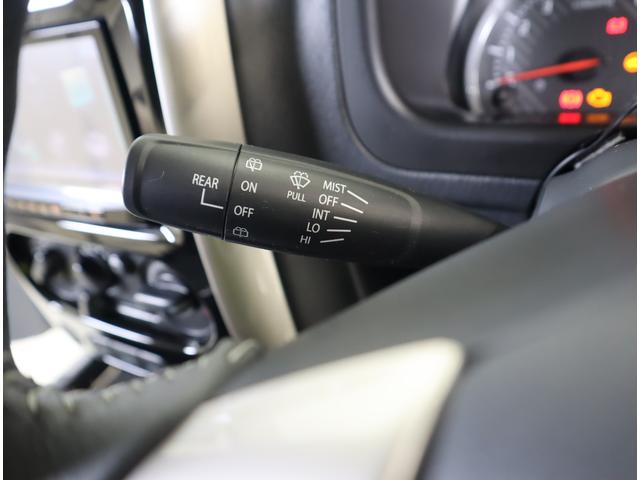 REAR
ON
OFF
PULL
MIST
OFF
INT
LO
HI